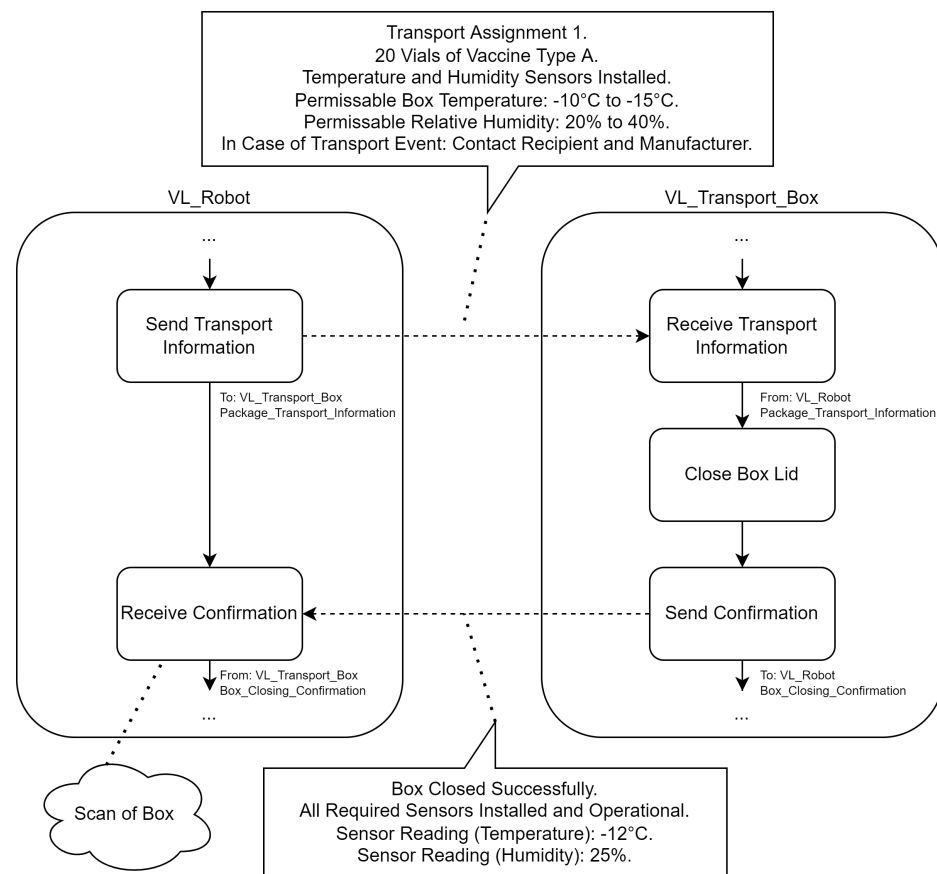 Transport Assignment 1.
20 Vials of Vaccine Type A.
Temperature and Humidity Sensors Installed.
Permissable Box Temperature: -10°C to -15°C.
Permissable Relative Humidity: 20% to 40%.
In Case of Transport Event: Contact Recipient and Manufacturer.
VL_Robot
VL_Transport_Box
...
...
Send Transport
Information
Receive Transport
Information
To: VL_Transport_Box
Package_Transport_Information
From: VL_Robot
Package_Transport_Information
Close Box Lid
Receive Confirmation
Send Confirmation
From: VL_Transport_Box
Box_Closing_Confirmation
To: VL_Robot
Box_Closing_Confirmation
...
...
Scan of Box
Box Closed Successfully.
All Required Sensors Installed and Operational.
Sensor Reading (Temperature): -12°C.
Sensor Reading (Humidity): 25%.